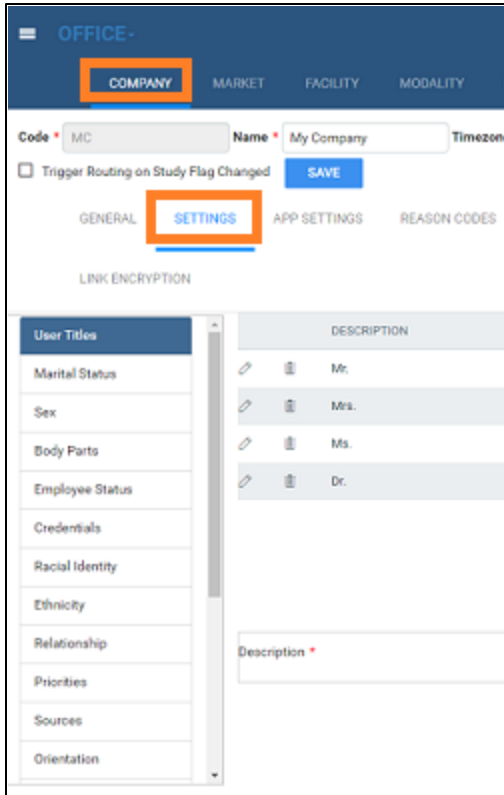 OFFICE-
COMPANY MARKET FACILITY MODALITY
Code * MC Name * My Company Timezon
Trigger Routing on Study Flag Changed SAVE
GENERAL SETTINGS APP SETTINGS REASON CODES
LINK ENCRYPTION
User Titles
Marital Status
Sex
Body Parts
Employee Status
Credentials
Racial Identity
Ethnicity
Relationship
Priorities
Sources
Orientation
DESCRIPTION
Mr.
Mrs.
Ms.
Dr.
Description *